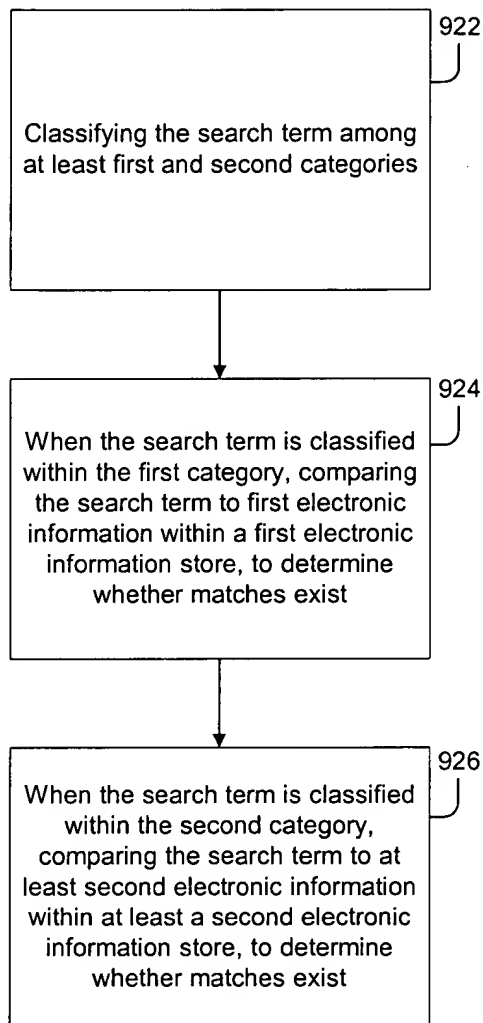 922
Classifying the search term among
at least first and second categories
924
When the search term is classified
within the first category, comparing
the search term to first electronic
information within a first electronic
information store, to determine
whether matches exist
926
When the search term is classified
within the second category,
comparing the search term to at
least second electronic information
within at least a second electronic
information store, to determine
whether matches exist